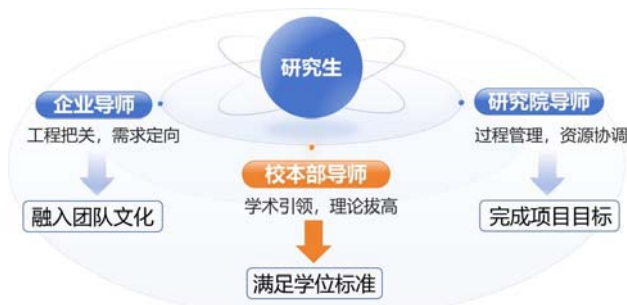 研究生
企业导师
工程把关，需求定向
融入团队文化
校本部导师
学术引领，理论拔高
满足学位标准
研究院导师
过程管理，资源协调
完成项目目标